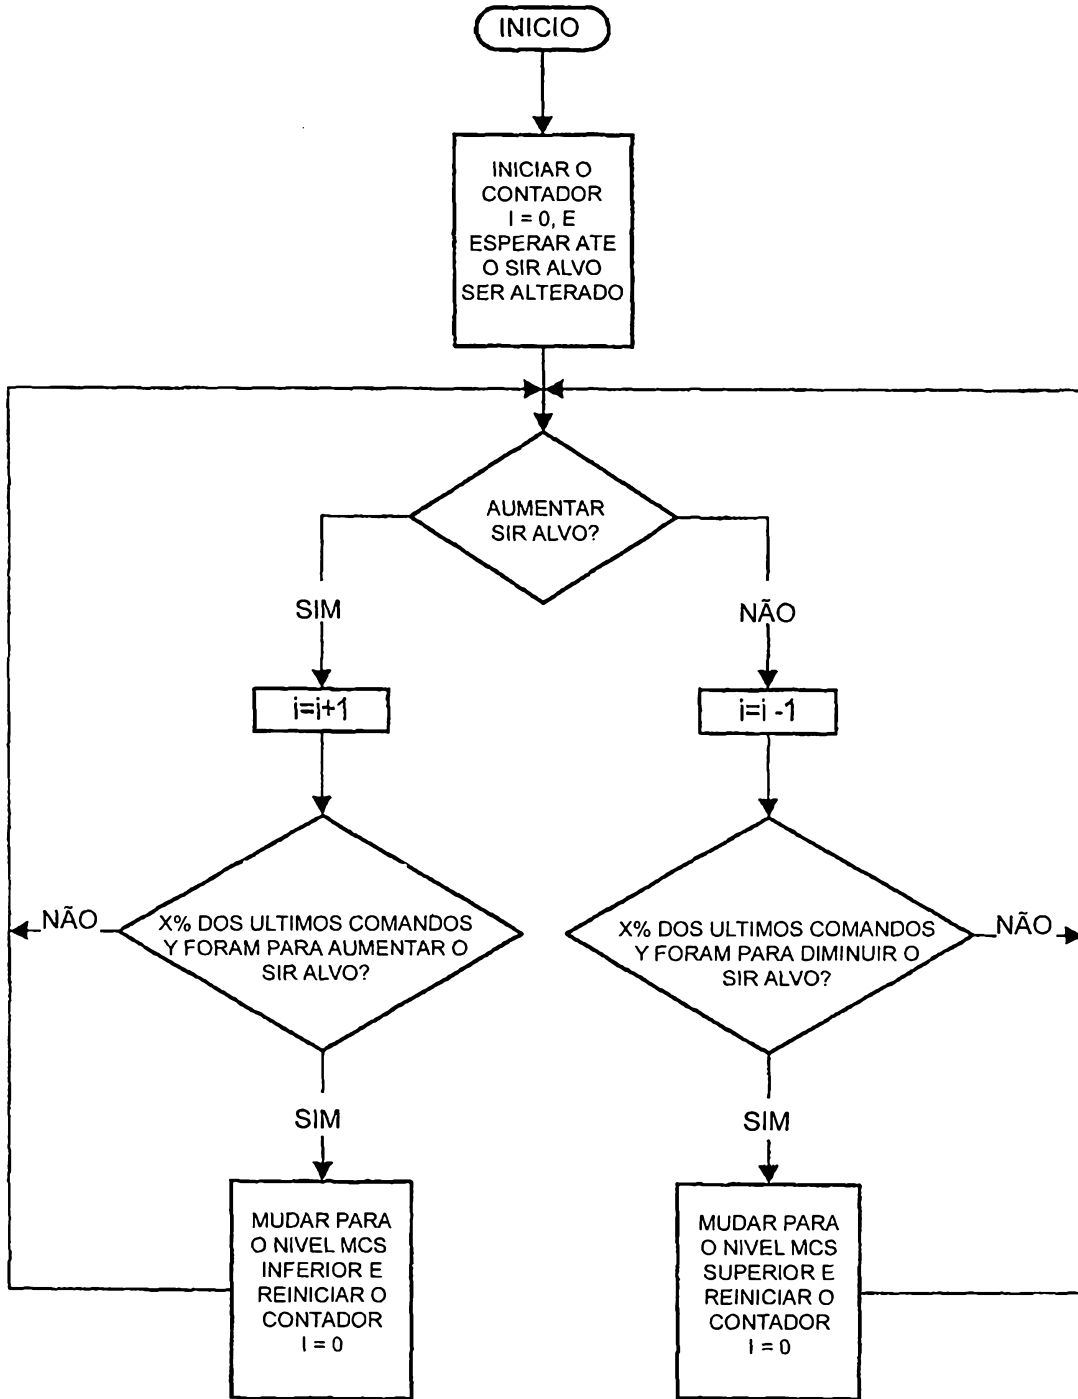 INICIO
INICIAR O
CONTADOR
I = 0, E
ESPERAR ATE
O SIR ALVO
SER ALTERADO
AUMENTAR
SIR ALVO?
SIM
NÃO
i=i+1
i=i -1
X% DOS ULTIMOS COMANDOS
Y FORAM PARA AUMENTAR O
SIR ALVO?
NÃO
X% DOS ULTIMOS COMANDOS
Y FORAM PARA DIMINUIR O
SIR ALVO?
NÃO
SIM
SIM
MUDAR PARA
O NIVEL MCS
INFERIOR E
REINICIAR O
CONTADOR
I = 0
MUDAR PARA
O NIVEL MCS
SUPERIOR E
REINICIAR O
CONTADOR
I = 0